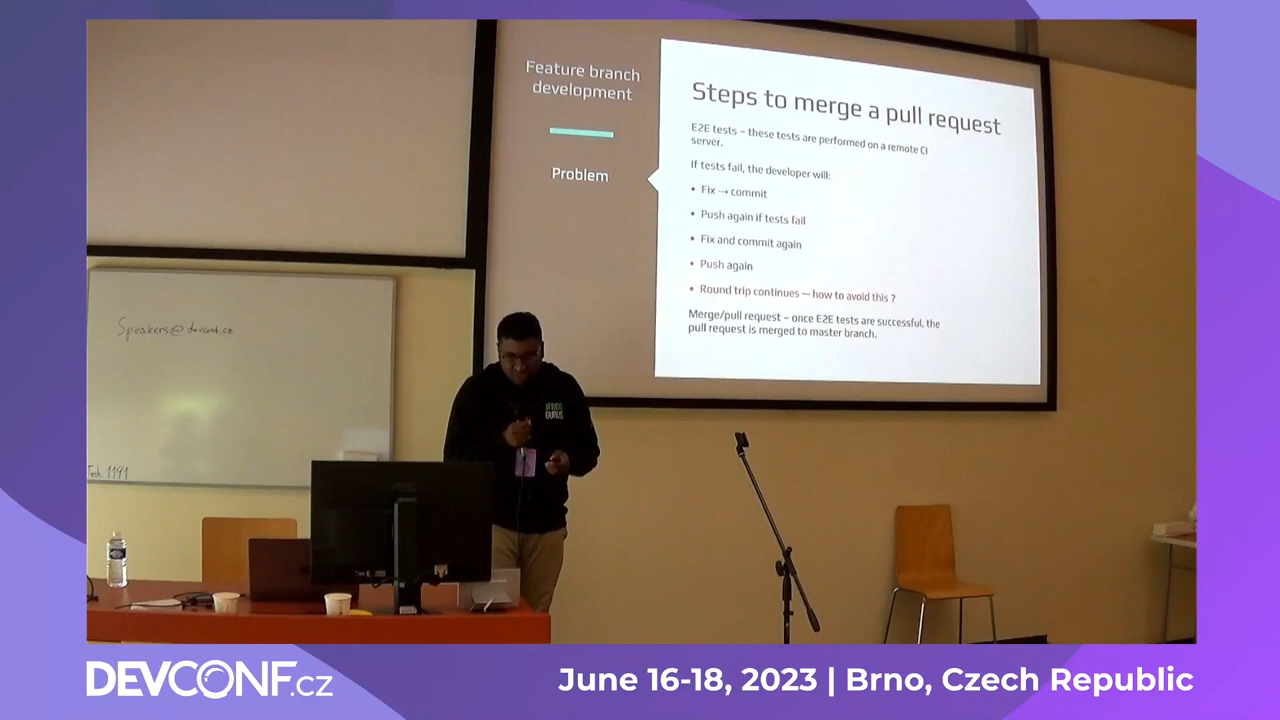 Feature branch
development
Problem
Steps to merge a pull request
E2E tests – these tests are performed on a remote CI
server.
If tests fail, the developer will:
• Fix → commit
• Push again if tests fail
• Fix and commit again
• Push again
• Round trip continues — how to avoid this ?
Merge/pull request – once E2E tests are successful, the
pull request is merged to master branch.
Speakers@devconf.cz
Tech. 1191
DEVCONF.CZ
June 16-18, 2023 | Brno, Czech Republic